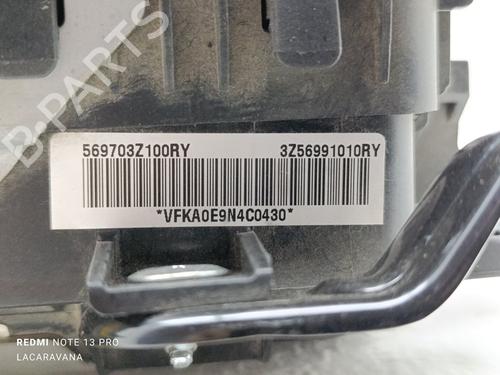 B-PARTS
569703Z100RY 3Z56991010RY
*VFKA0E9N4C0430*
REDMI NOTE 13 PRO
LACARAVANA